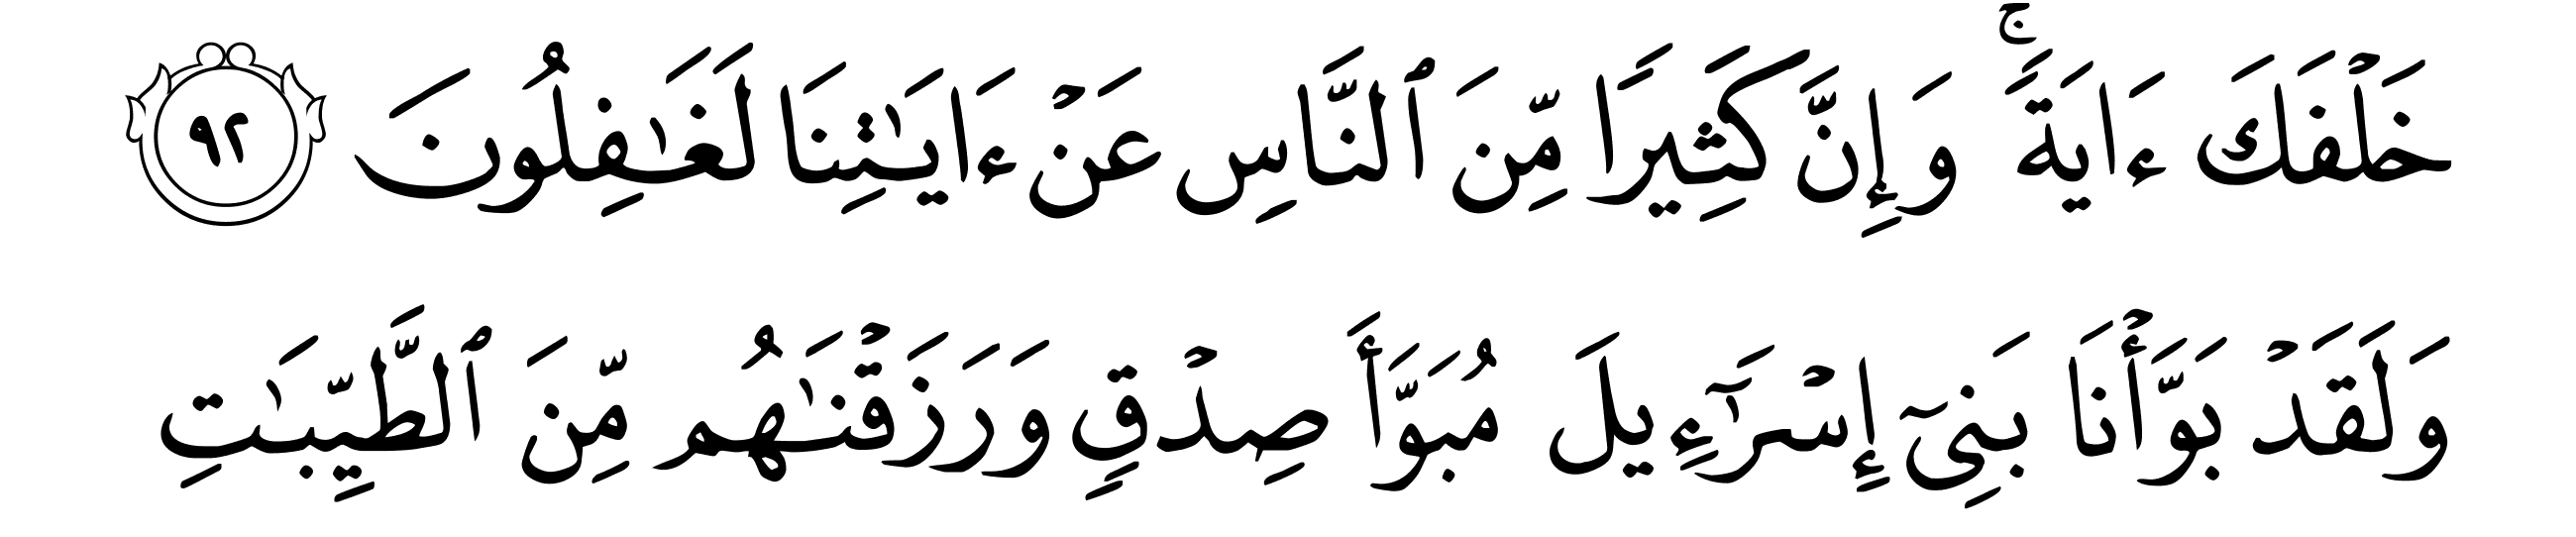 خَلۡفَكَ ءَايَةٗۚ وَإِنَّ كَثِيرٗا مِّنَ ٱلنَّاسِ عَنۡ ءَايَٰتِنَا لَغَٰفِلُونَ ٩٢
وَلَقَدۡ بَوَّأۡنَا بَنِيٓ إِسۡرَٰٓءِيلَ مُبَوَّأَ صِدۡقٖ وَرَزَقۡنَٰهُم مِّنَ ٱلطَّيِّبَٰتِ